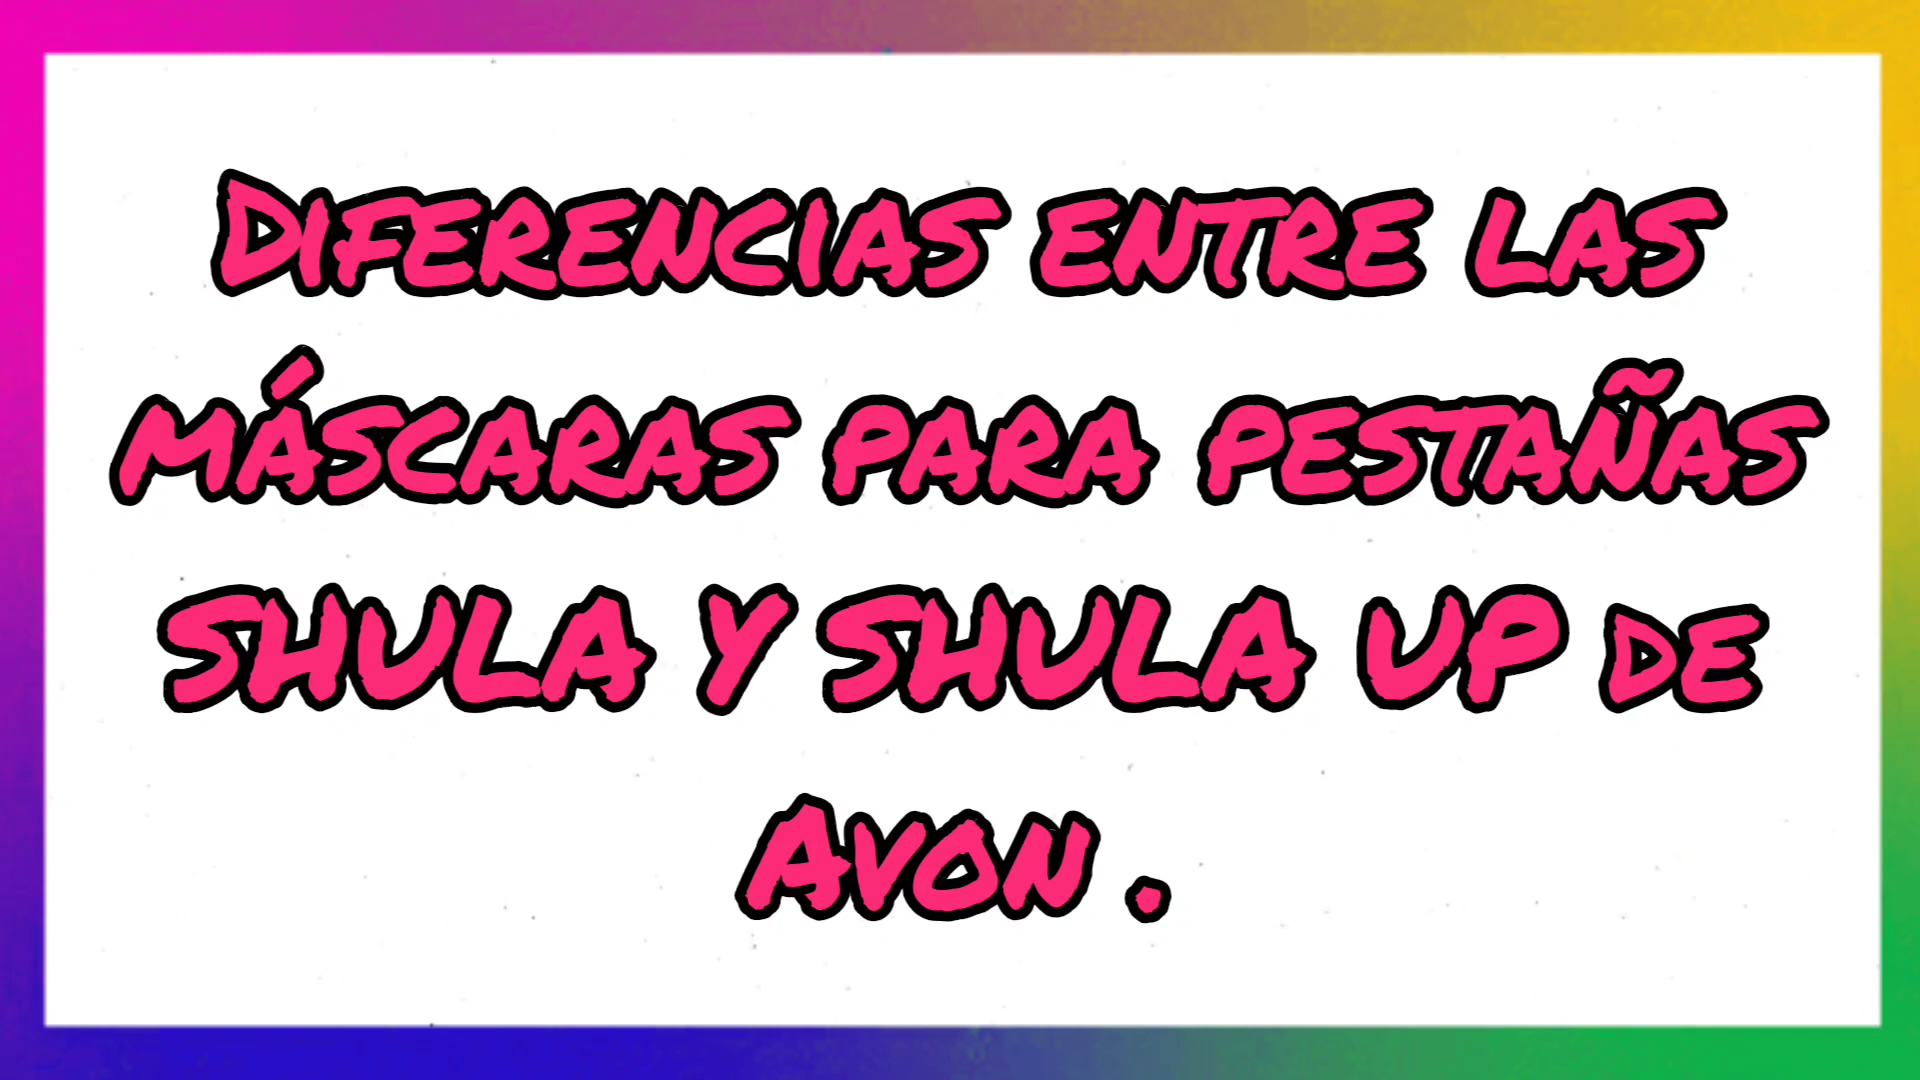 Diferencias entre las
máscaras para pestañas
SHULA Y SHULA UP de
Avon .